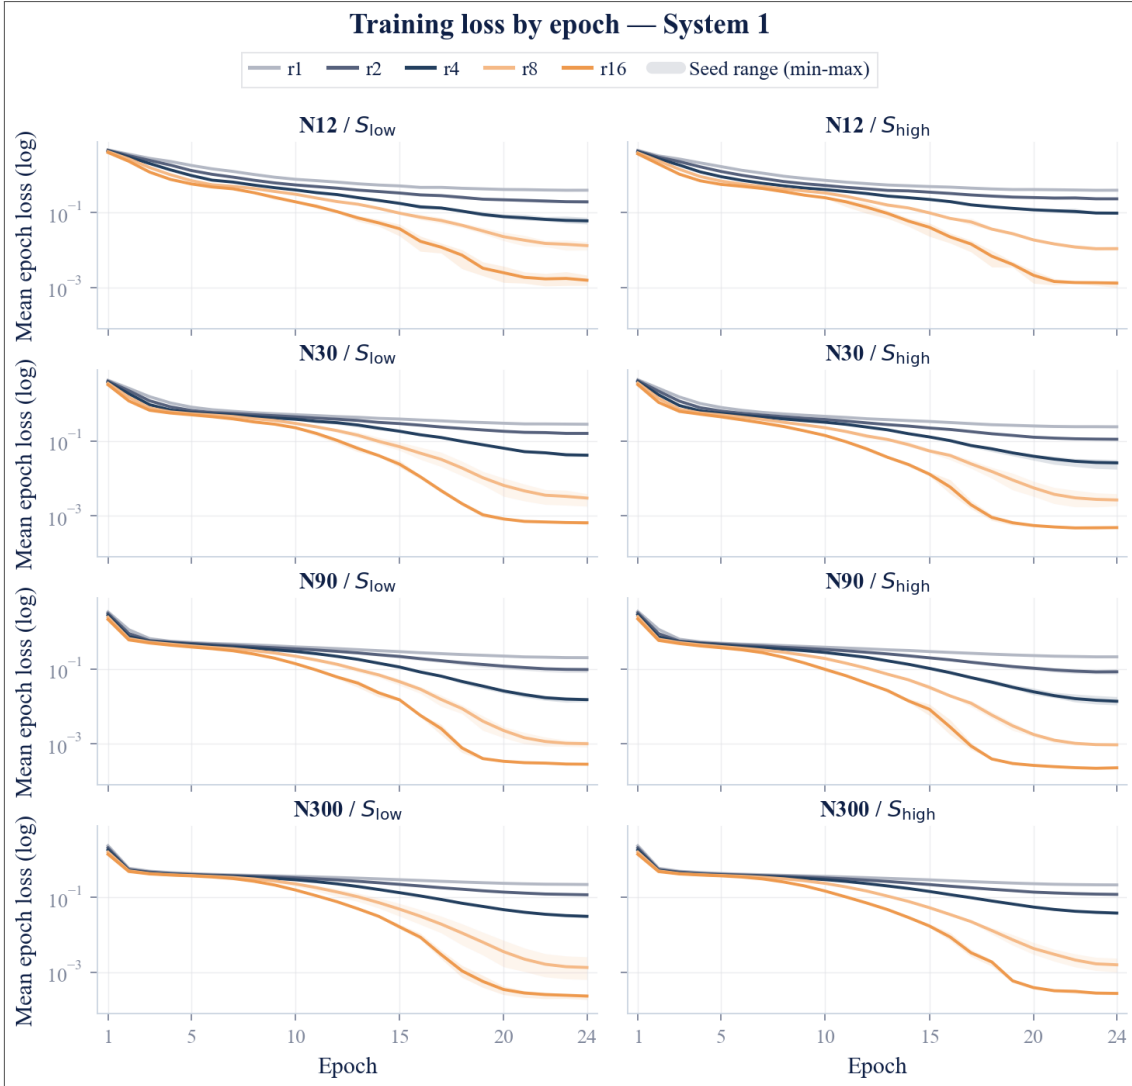 Training loss by epoch — System 1
r1 r2 r4 r8 r16 Seed range (min-max)
N12 / S_low
N12 / S_high
Mean epoch loss (log)
10⁻¹
10⁻³
N30 / S_low
N30 / S_high
Mean epoch loss (log)
10⁻¹
10⁻³
N90 / S_low
N90 / S_high
Mean epoch loss (log)
10⁻¹
10⁻³
N300 / S_low
N300 / S_high
Mean epoch loss (log)
10⁻¹
10⁻³
1 5 10 15 20 24
1 5 10 15 20 24
Epoch
Epoch